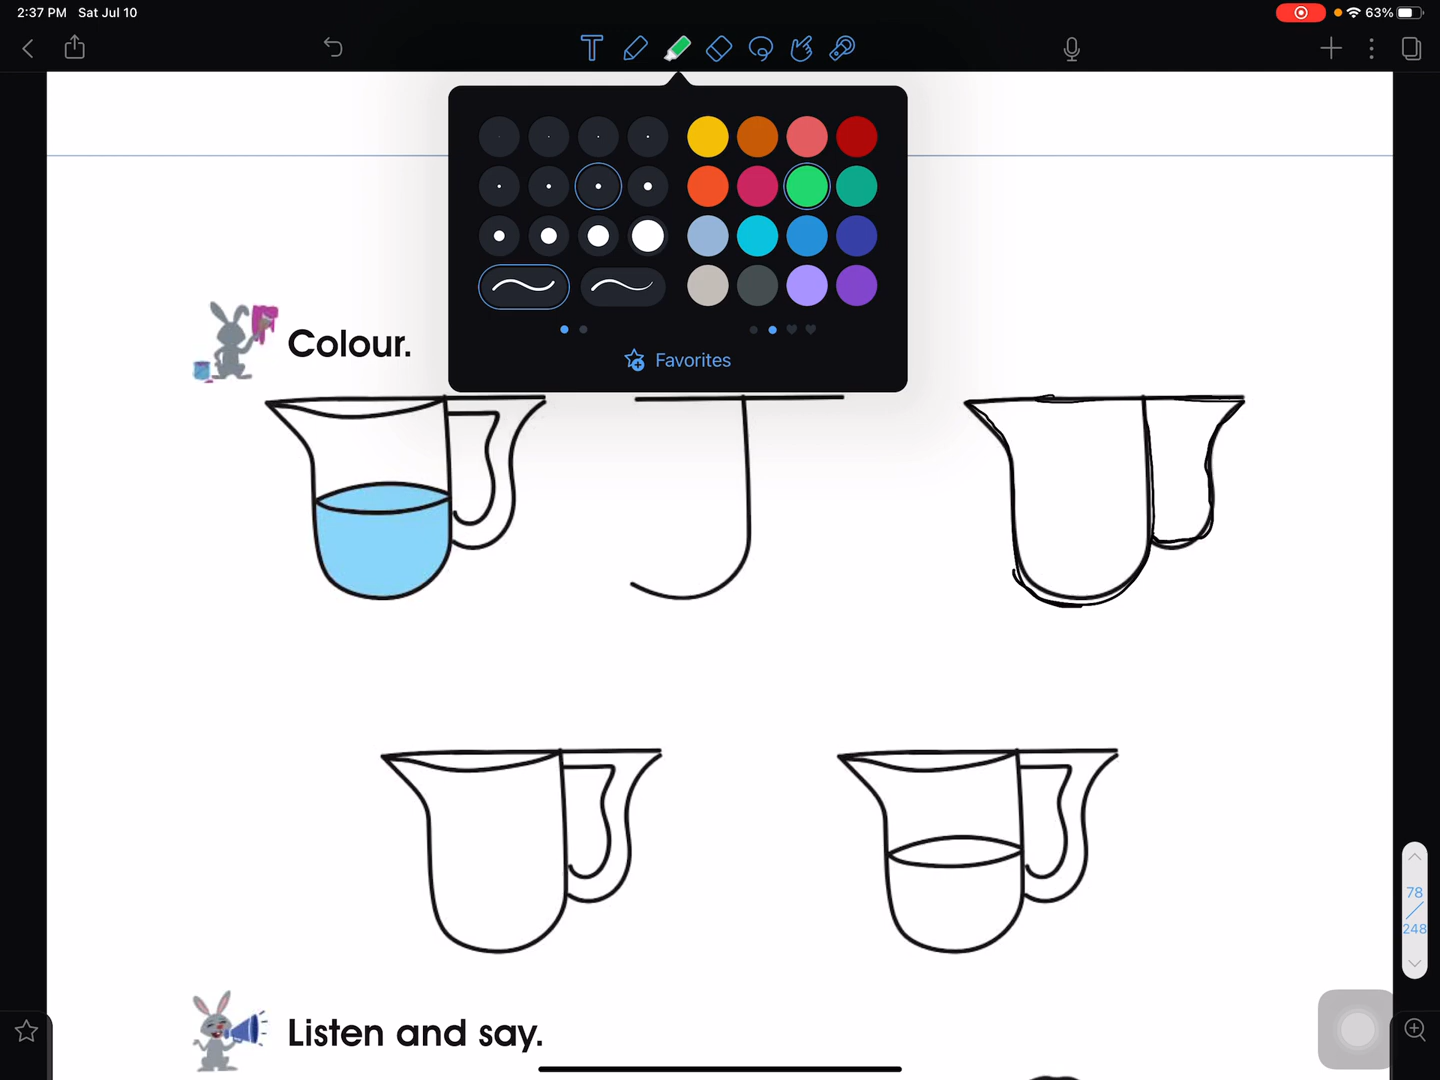 2:37 PM Sat Jul 10
63%
T
Favorites
Colour.
78
248
Listen and say.